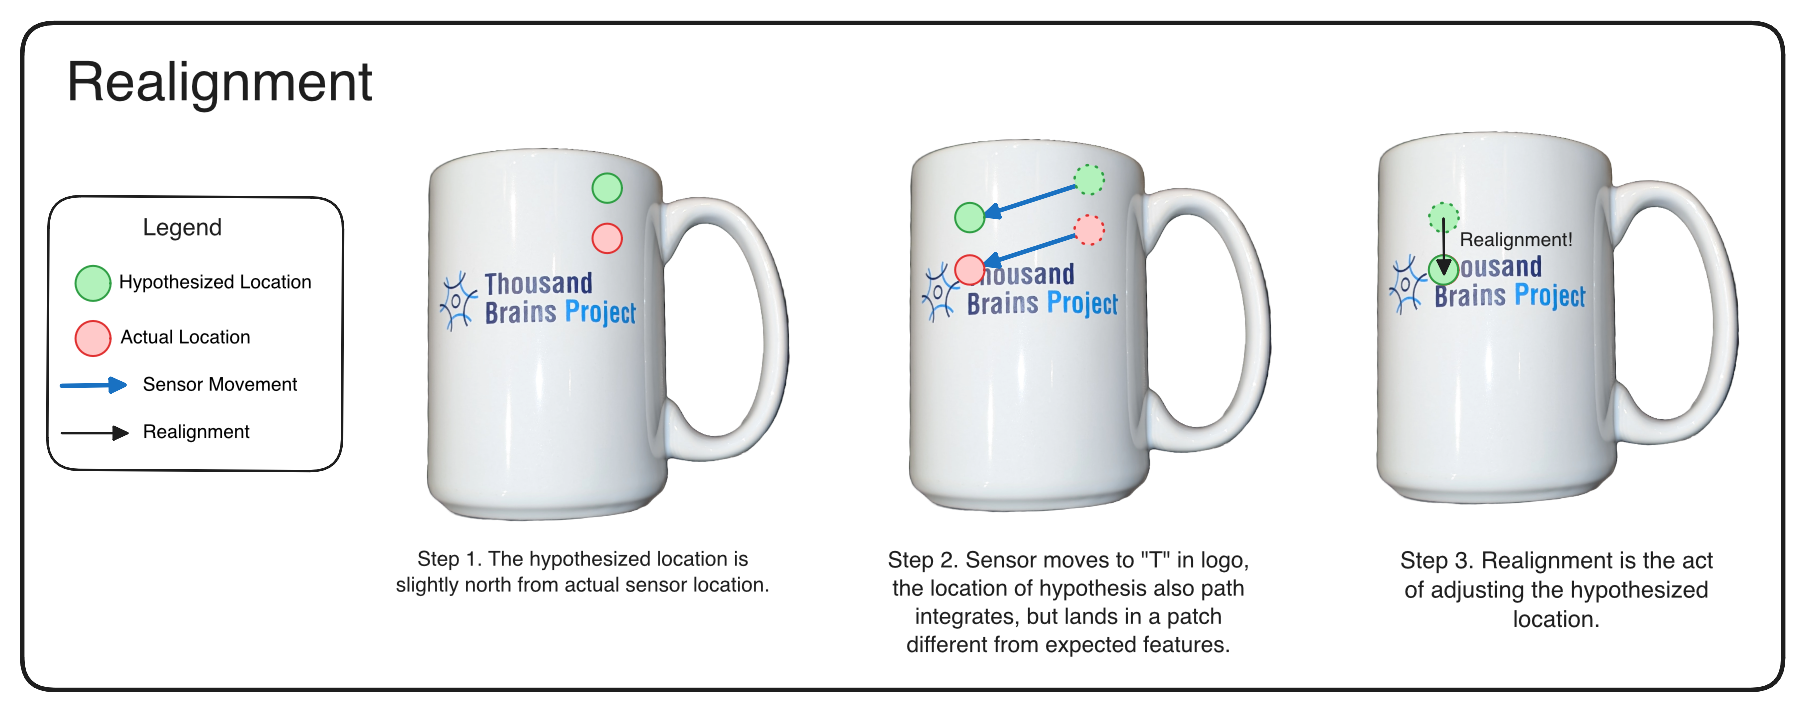 Realignment
Legend
Hypothesized Location
Actual Location
Sensor Movement
Realignment
Thousand
Brains Project
Step 1. The hypothesized location is
slightly north from actual sensor location.
housand
Brains Project
Step 2. Sensor moves to "T" in logo,
the location of hypothesis also path
integrates, but lands in a patch
different from expected features.
Realignment!
ousand
Brains Project
Step 3. Realignment is the act
of adjusting the hypothesized
location.